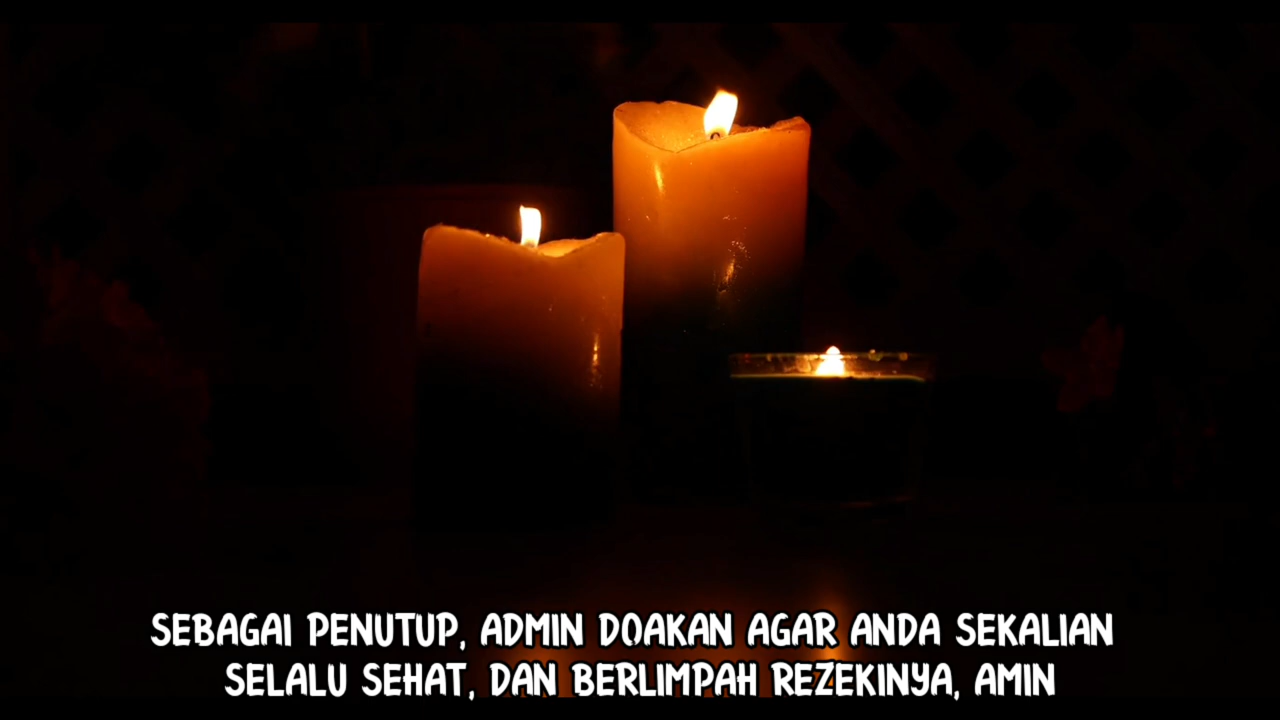 SEBAGAI PENUTUP, ADMIN DOAKAN AGAR ANDA SEKALIAN
SELALU SEHAT, DAN BERLIMPAH REZEKINYA, AMIN